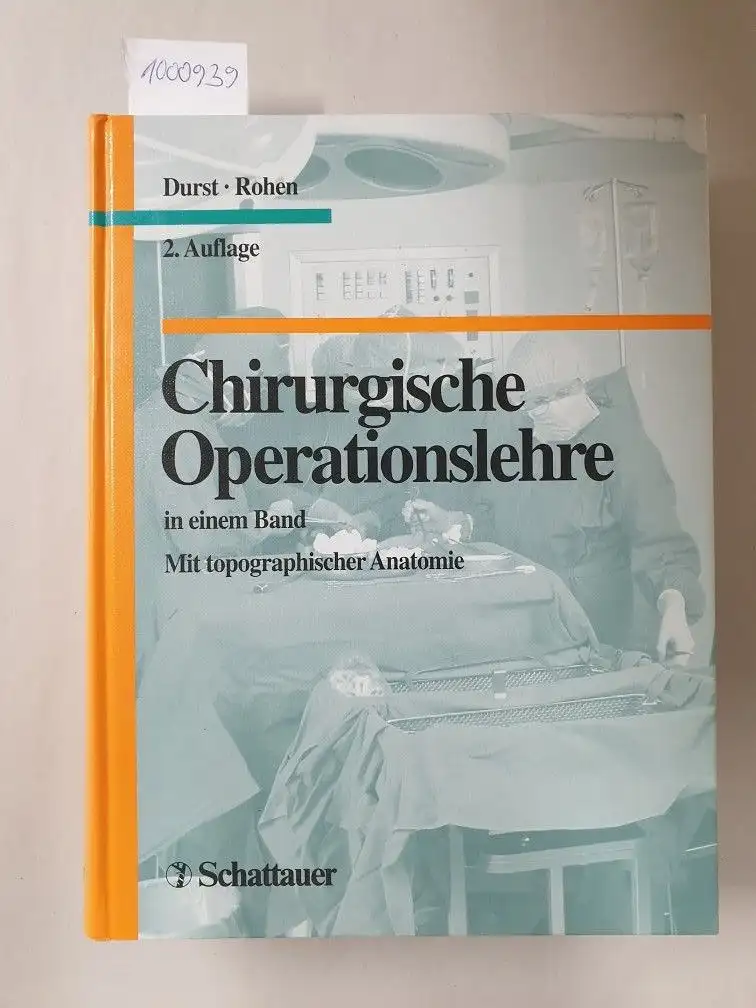 1000939
Durst · Rohen
2. Auflage
Chirurgische
Operationslehre
in einem Band
Mit topographischer Anatomie
Schattauer